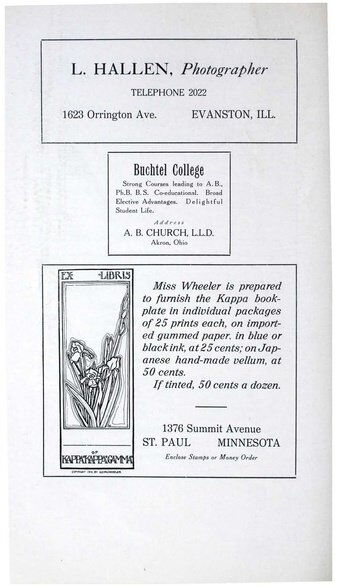 L. HALLEN, Photographer
TELEPHONE 2022
1623 Orrington Ave. EVANSTON, ILL.
Buchtel College
Strong Courses leading to A.B.,
Ph.B. B.S. Co-educational. Broad
Elective Advantages. Delightful
Student Life.
Address
A. B. CHURCH, L.L.D.
Akron, Ohio
EX LIBRIS
OF
KAPPA KAPPA GAMMA
Miss Wheeler is prepared
to furnish the Kappa book-
plate in individual packages
of 25 prints each, on import-
ed gummed paper. in blue or
black ink, at 25 cents; on Jap-
anese hand-made vellum, at
50 cents.
If tinted, 50 cents a dozen.
1376 Summit Avenue
ST. PAUL MINNESOTA
Enclose Stamps or Money Order